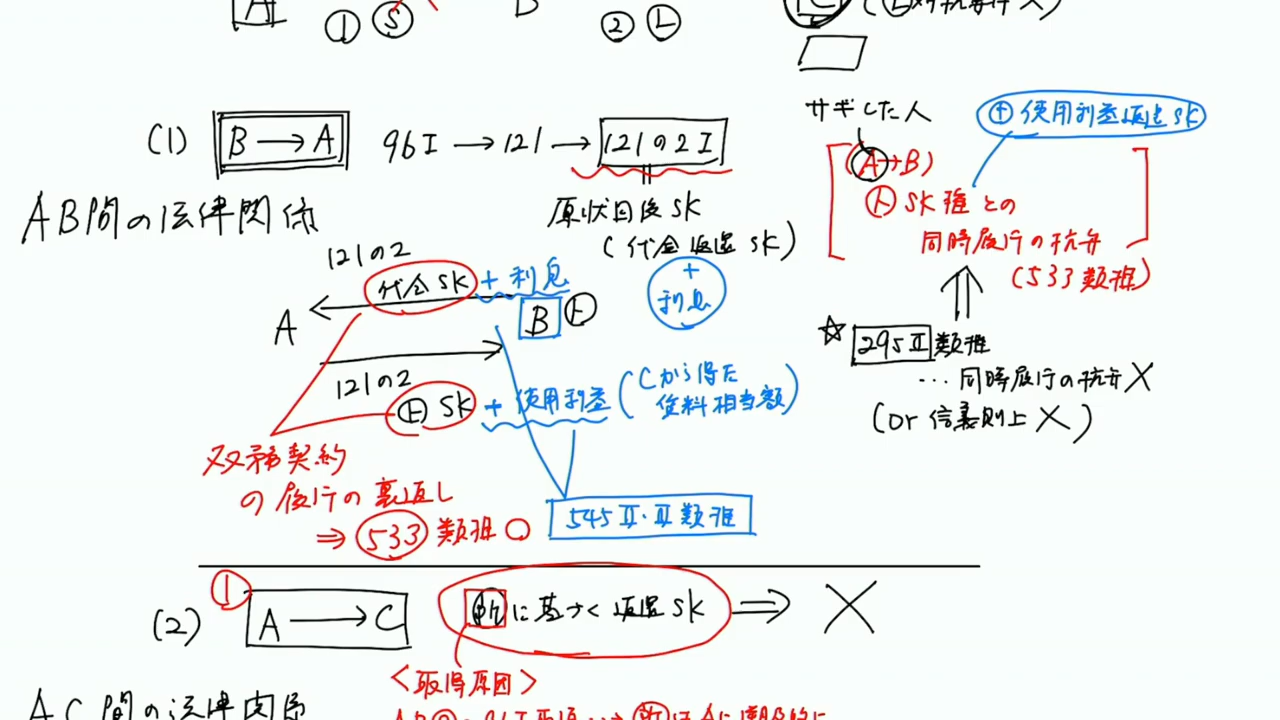 A
① Ⓢ
B
② Ⓛ
サギした人
(1) B→A 96Ⅰ→121→121の2Ⅰ
(A→B)
⊕使用利益返還SK
AB間の法律関係
原状回復SK
(代金返還SK)
+
利息
SK権との
同時履行の抗弁
(533類推)
121の2
代金SK+利息
A
B
121の2
SK+使用利益(Cから得た
賃料相当額)
☆295Ⅱ類推
…同時履行の抗弁×
(or 信義則上×)
双務契約
の履行の裏返し
⇒533類推○
545Ⅱ・Ⅲ類推
①
(2) A→C 所に基づく返還SK⇒×
<取得原因>
AC間の法律関係